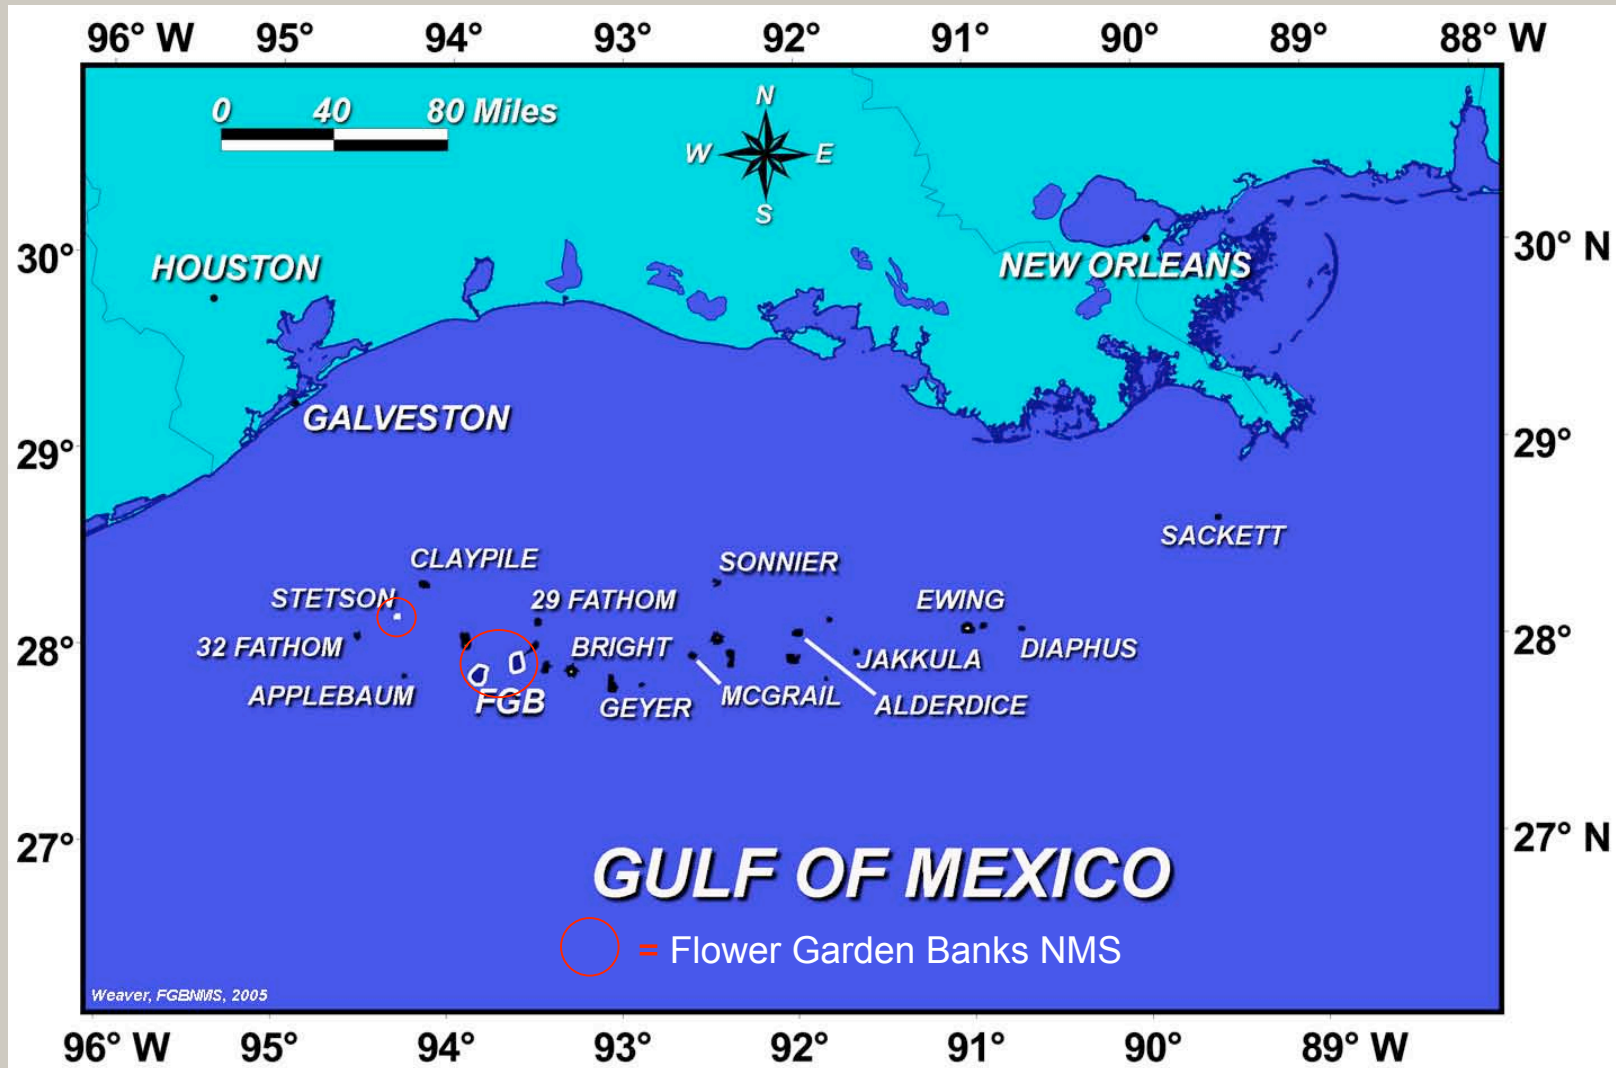 96° W 95° 94° 93° 92° 91° 90° 89° 88° W
0 40 80 Miles
N
W E
S
30° 30° N
HOUSTON
NEW ORLEANS
GALVESTON
29° 29°
SACKETT
CLAYPILE
SONNIER
STETSON
29 FATHOM
EWING
28° 28°
32 FATHOM
BRIGHT
JAKKULA
DIAPHUS
APPLEBAUM
FGB
GEYER
MCGRAIL
ALDERDICE
27° 27° N
GULF OF MEXICO
= Flower Garden Banks NMS
Weaver, FGBNMS, 2005
96° W 95° 94° 93° 92° 91° 90° 89° W